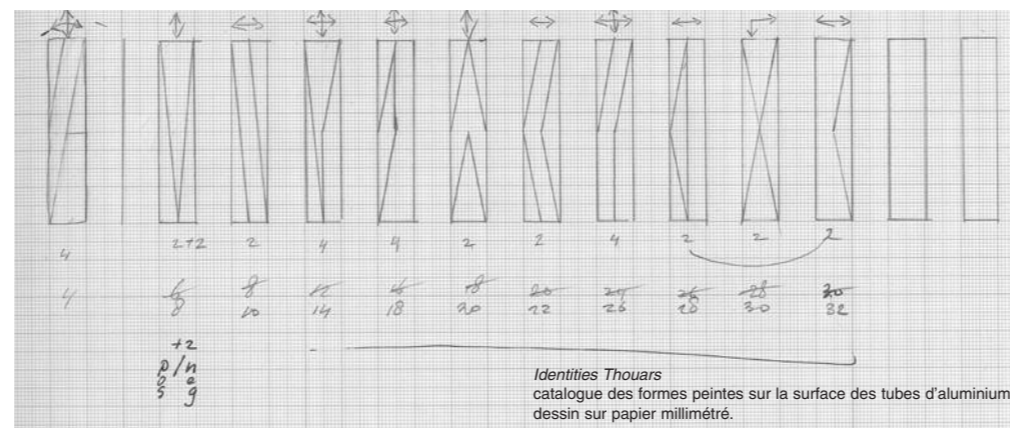 4 2+2 2 4 4 2 2 4 2 2 2
4 6 8 12 16 18 20 24 26 28 30
8 10 14 18 20 22 26 28 30 32
+2
pos/neg
Identities Thouars
catalogue des formes peintes sur la surface des tubes d'aluminium
dessin sur papier millimétré.